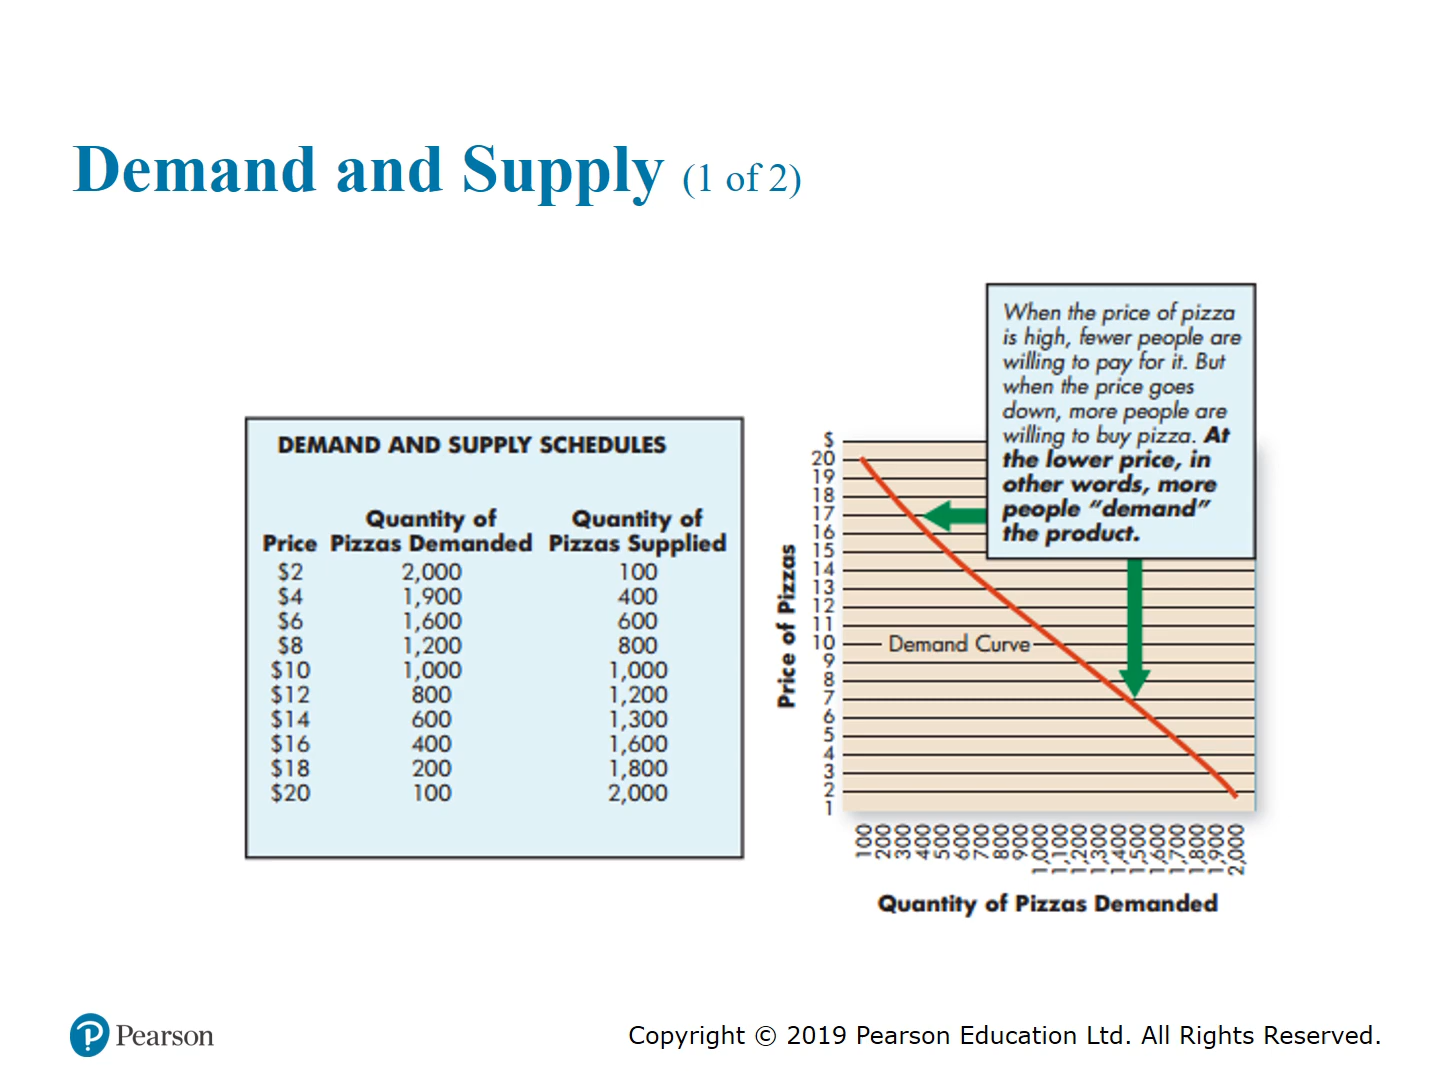 Demand and Supply (1 of 2)
DEMAND AND SUPPLY SCHEDULES
Quantity of Quantity of
Price Pizzas Demanded Pizzas Supplied
$2 2,000 100
$4 1,900 400
$6 1,600 600
$8 1,200 800
$10 1,000 1,000
$12 800 1,200
$14 600 1,300
$16 400 1,600
$18 200 1,800
$20 100 2,000
When the price of pizza
is high, fewer people are
willing to pay for it. But
when the price goes
down, more people are
willing to buy pizza. At
the lower price, in
other words, more
people “demand”
the product.
Price of Pizzas
$
20
19
18
17
16
15
14
13
12
11
10
9
8
7
6
5
4
3
2
1
Demand Curve
100
200
300
400
500
600
700
800
900
1,000
1,100
1,200
1,300
1,400
1,500
1,600
1,700
1,800
1,900
2,000
Quantity of Pizzas Demanded
Pearson
Copyright © 2019 Pearson Education Ltd. All Rights Reserved.